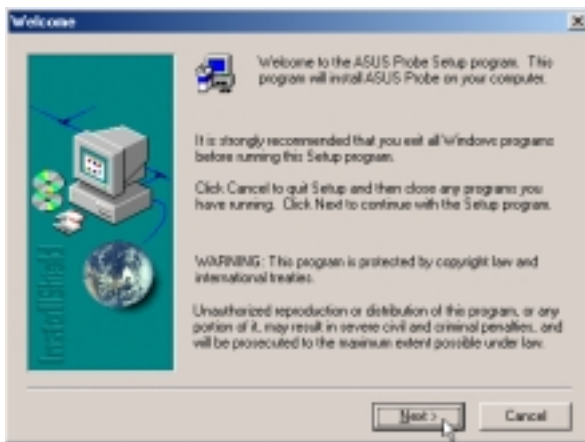 Welcome
Welcome to the ASUS Probe Setup program. This
program will install ASUS Probe on your computer.
It is strongly recommended that you exit all Windows programs
before running this Setup program.
Click Cancel to quit Setup and then close any programs you
have running. Click Next to continue with the Setup program.
WARNING: This program is protected by copyright law and
international treaties.
Unauthorized reproduction or distribution of this program, or any
portion of it, may result in severe civil and criminal penalties, and
will be prosecuted to the maximum extent possible under law.
InstallShield
Next >
Cancel